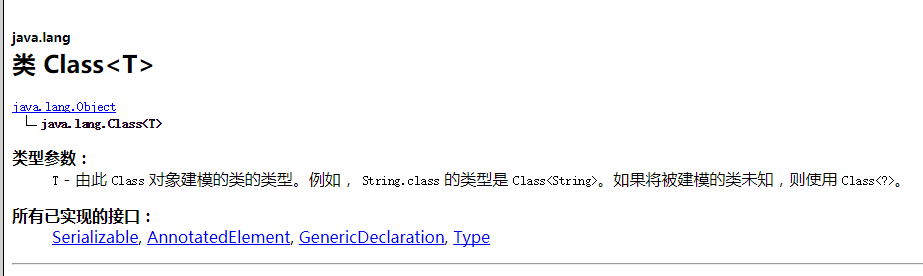 java.lang
类 Class<T>
java.lang.Object
java.lang.Class<T>
类型参数：
T - 由此 Class 对象建模的类的类型。例如， String.class 的类型是 Class<String>。如果将被建模的类未知，则使用 Class<?>。
所有已实现的接口：
Serializable, AnnotatedElement, GenericDeclaration, Type